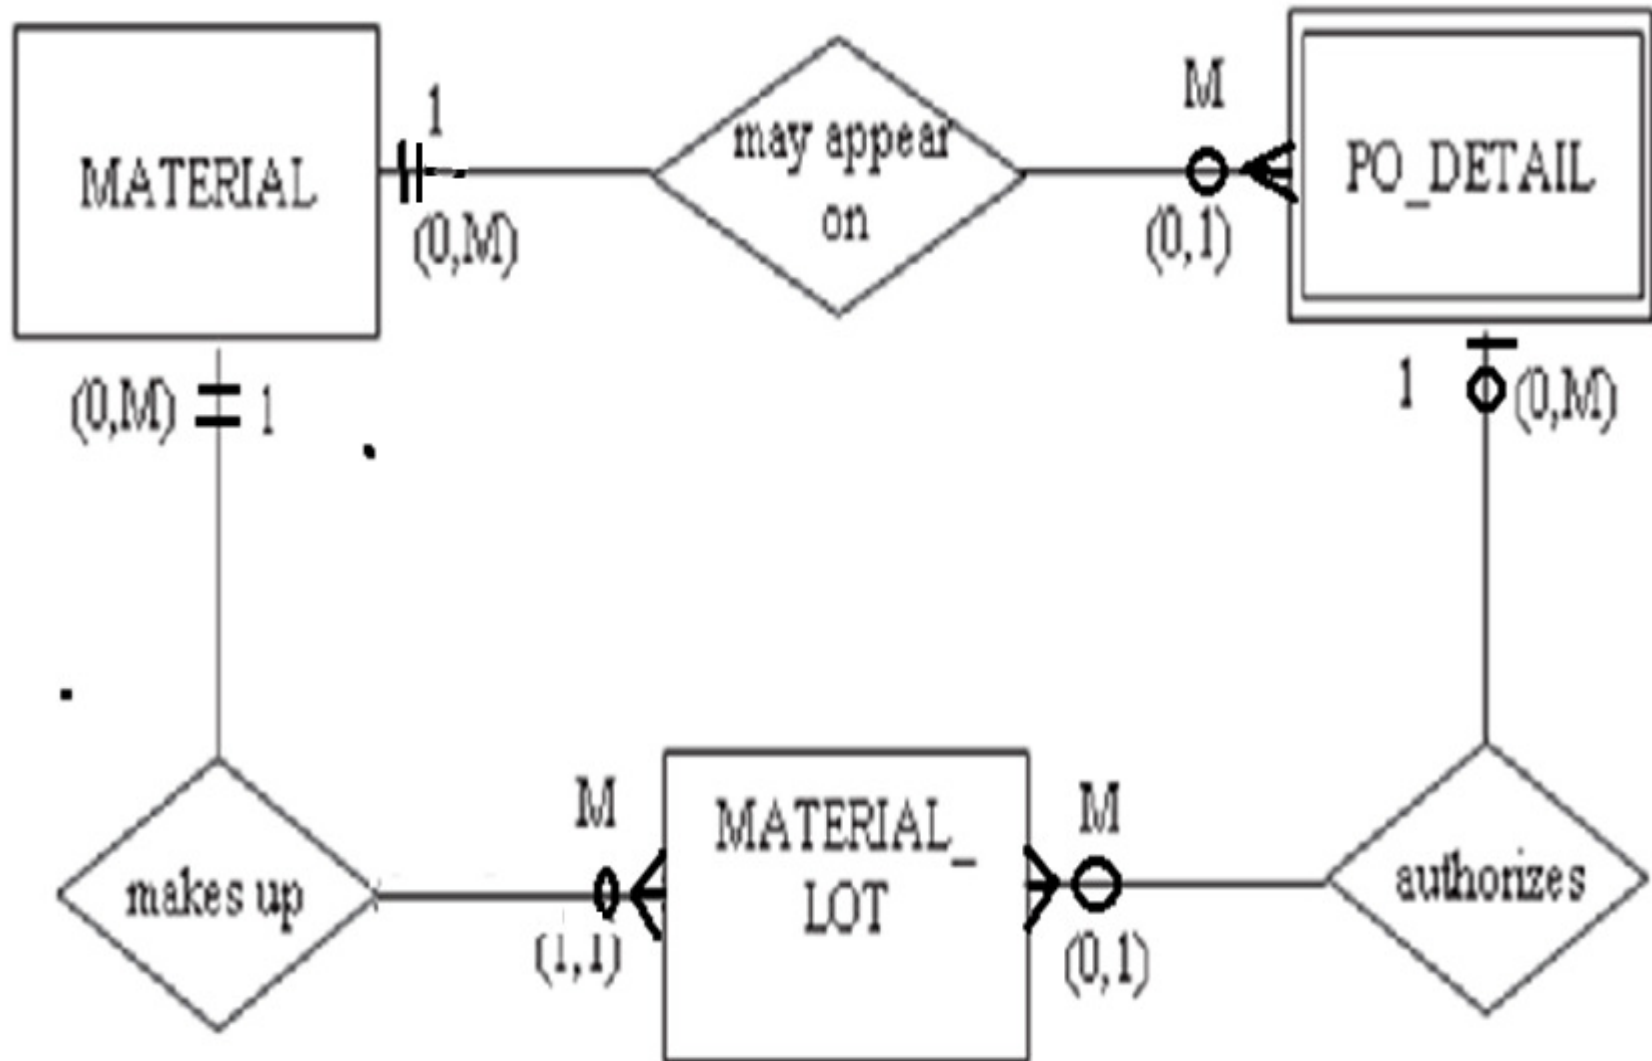 MATERIAL
1
(0,M)
may appear
on
M
(0,1)
PO_DETAIL
(0,M)
1
1
(0,M)
makes up
M
(1,1)
MATERIAL_
LOT
M
(0,1)
authorizes